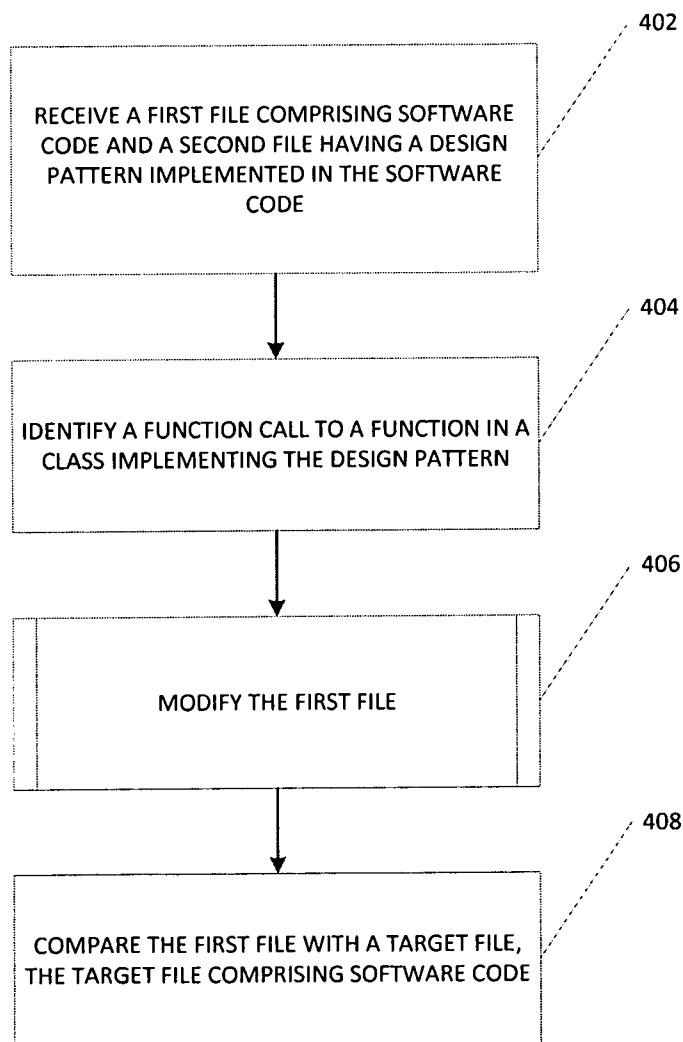 402
RECEIVE A FIRST FILE COMPRISING SOFTWARE
CODE AND A SECOND FILE HAVING A DESIGN
PATTERN IMPLEMENTED IN THE SOFTWARE
CODE
404
IDENTIFY A FUNCTION CALL TO A FUNCTION IN A
CLASS IMPLEMENTING THE DESIGN PATTERN
406
MODIFY THE FIRST FILE
408
COMPARE THE FIRST FILE WITH A TARGET FILE,
THE TARGET FILE COMPRISING SOFTWARE CODE